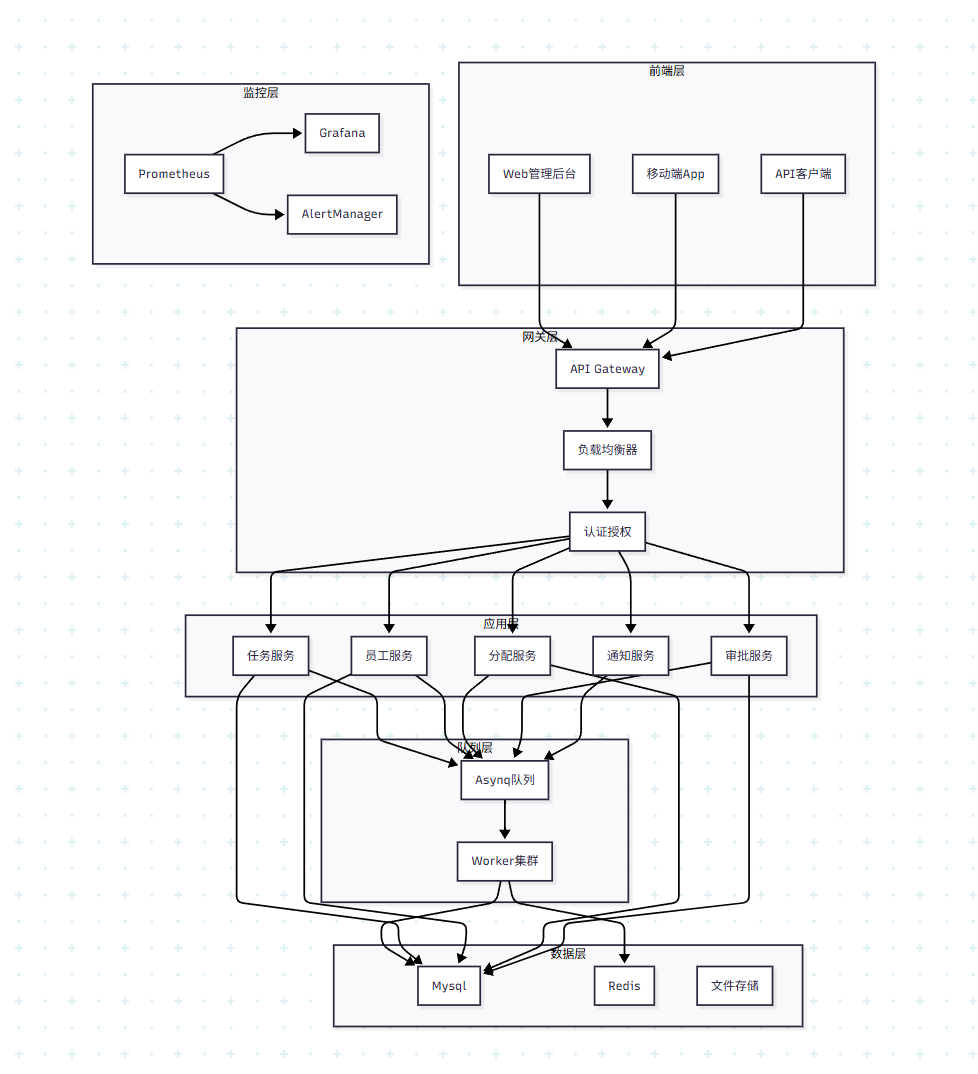 监控层
Prometheus
Grafana
AlertManager
前端层
Web管理后台
移动端App
API客户端
网关层
API Gateway
负载均衡器
认证授权
应用层
任务服务
员工服务
分配服务
通知服务
审批服务
队列层
Asynq队列
Worker集群
数据层
Mysql
Redis
文件存储